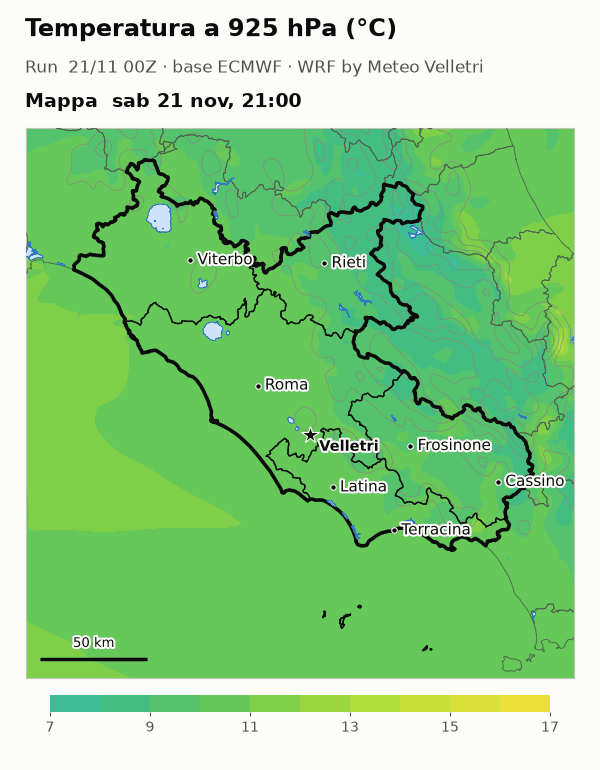 Temperatura a 925 hPa (°C)
Run  21/11 00Z · base ECMWF · WRF by Meteo Velletri
Mappa  sab 21 nov, 21:00
Viterbo
Rieti
Roma
Velletri
Frosinone
Latina
Cassino
Terracina
50 km
7 9 11 13 15 17